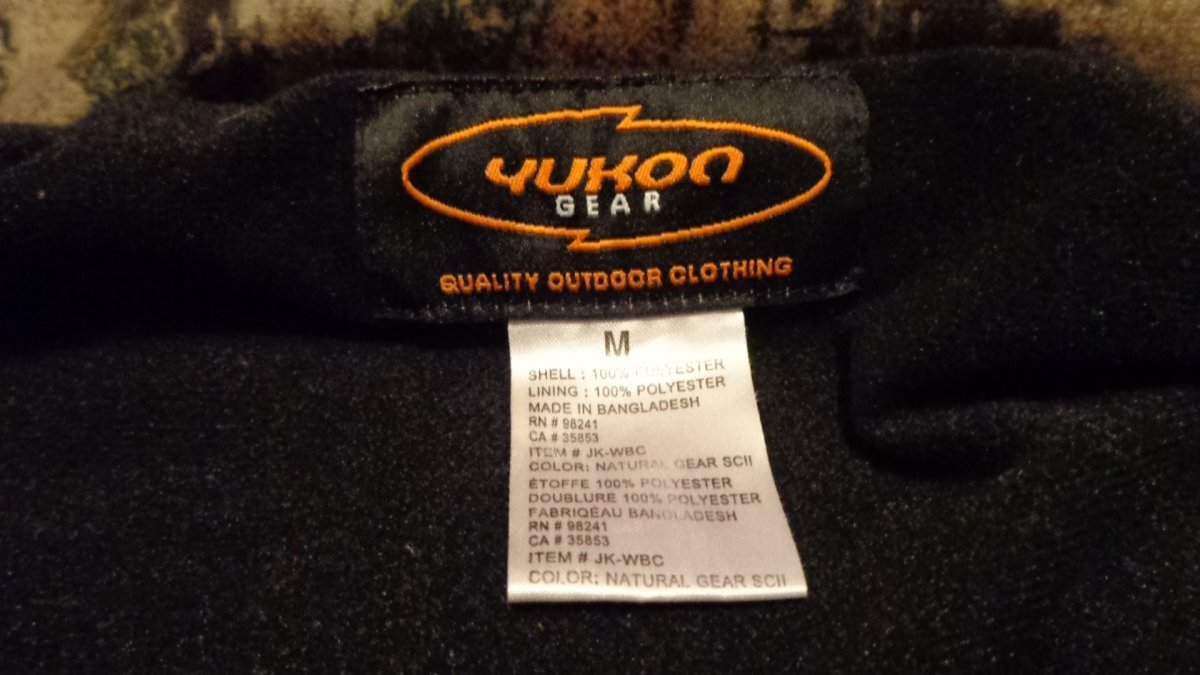 YUKON
GEAR
QUALITY OUTDOOR CLOTHING
M
SHELL : 100% POLYESTER
LINING : 100% POLYESTER
MADE IN BANGLADESH
RN # 98241
CA # 35853
ITEM # JK-WBC
COLOR: NATURAL GEAR SCII
ÉTOFFE 100% POLYESTER
DOUBLURE 100% POLYESTER
FABRIQÉAU BANGLADESH
RN # 98241
CA # 35853
ITEM # JK-WBC
COLOR: NATURAL GEAR SCII